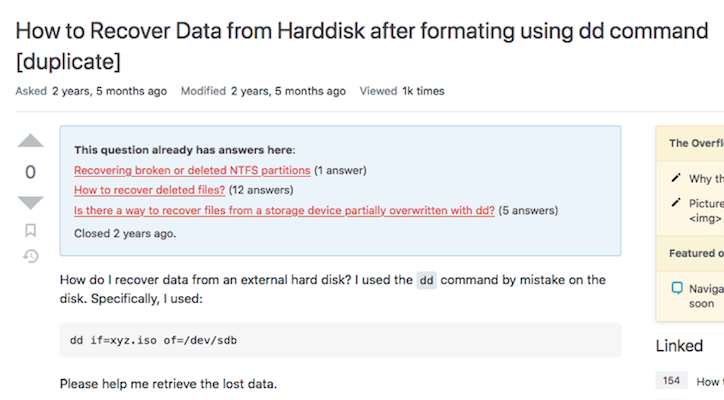 How to Recover Data from Harddisk after formating using dd command
[duplicate]
Asked 2 years, 5 months ago Modified 2 years, 5 months ago Viewed 1k times
This question already has answers here:
Recovering broken or deleted NTFS partitions (1 answer)
How to recover deleted files? (12 answers)
Is there a way to recover files from a storage device partially overwritten with dd? (5 answers)
Closed 2 years ago.
0
How do I recover data from an external hard disk? I used the dd command by mistake on the
disk. Specifically, I used:
dd if=xyz.iso of=/dev/sdb
Please help me retrieve the lost data.
The
Why
Picture
<img>
Featured
soon
Linked
154 How